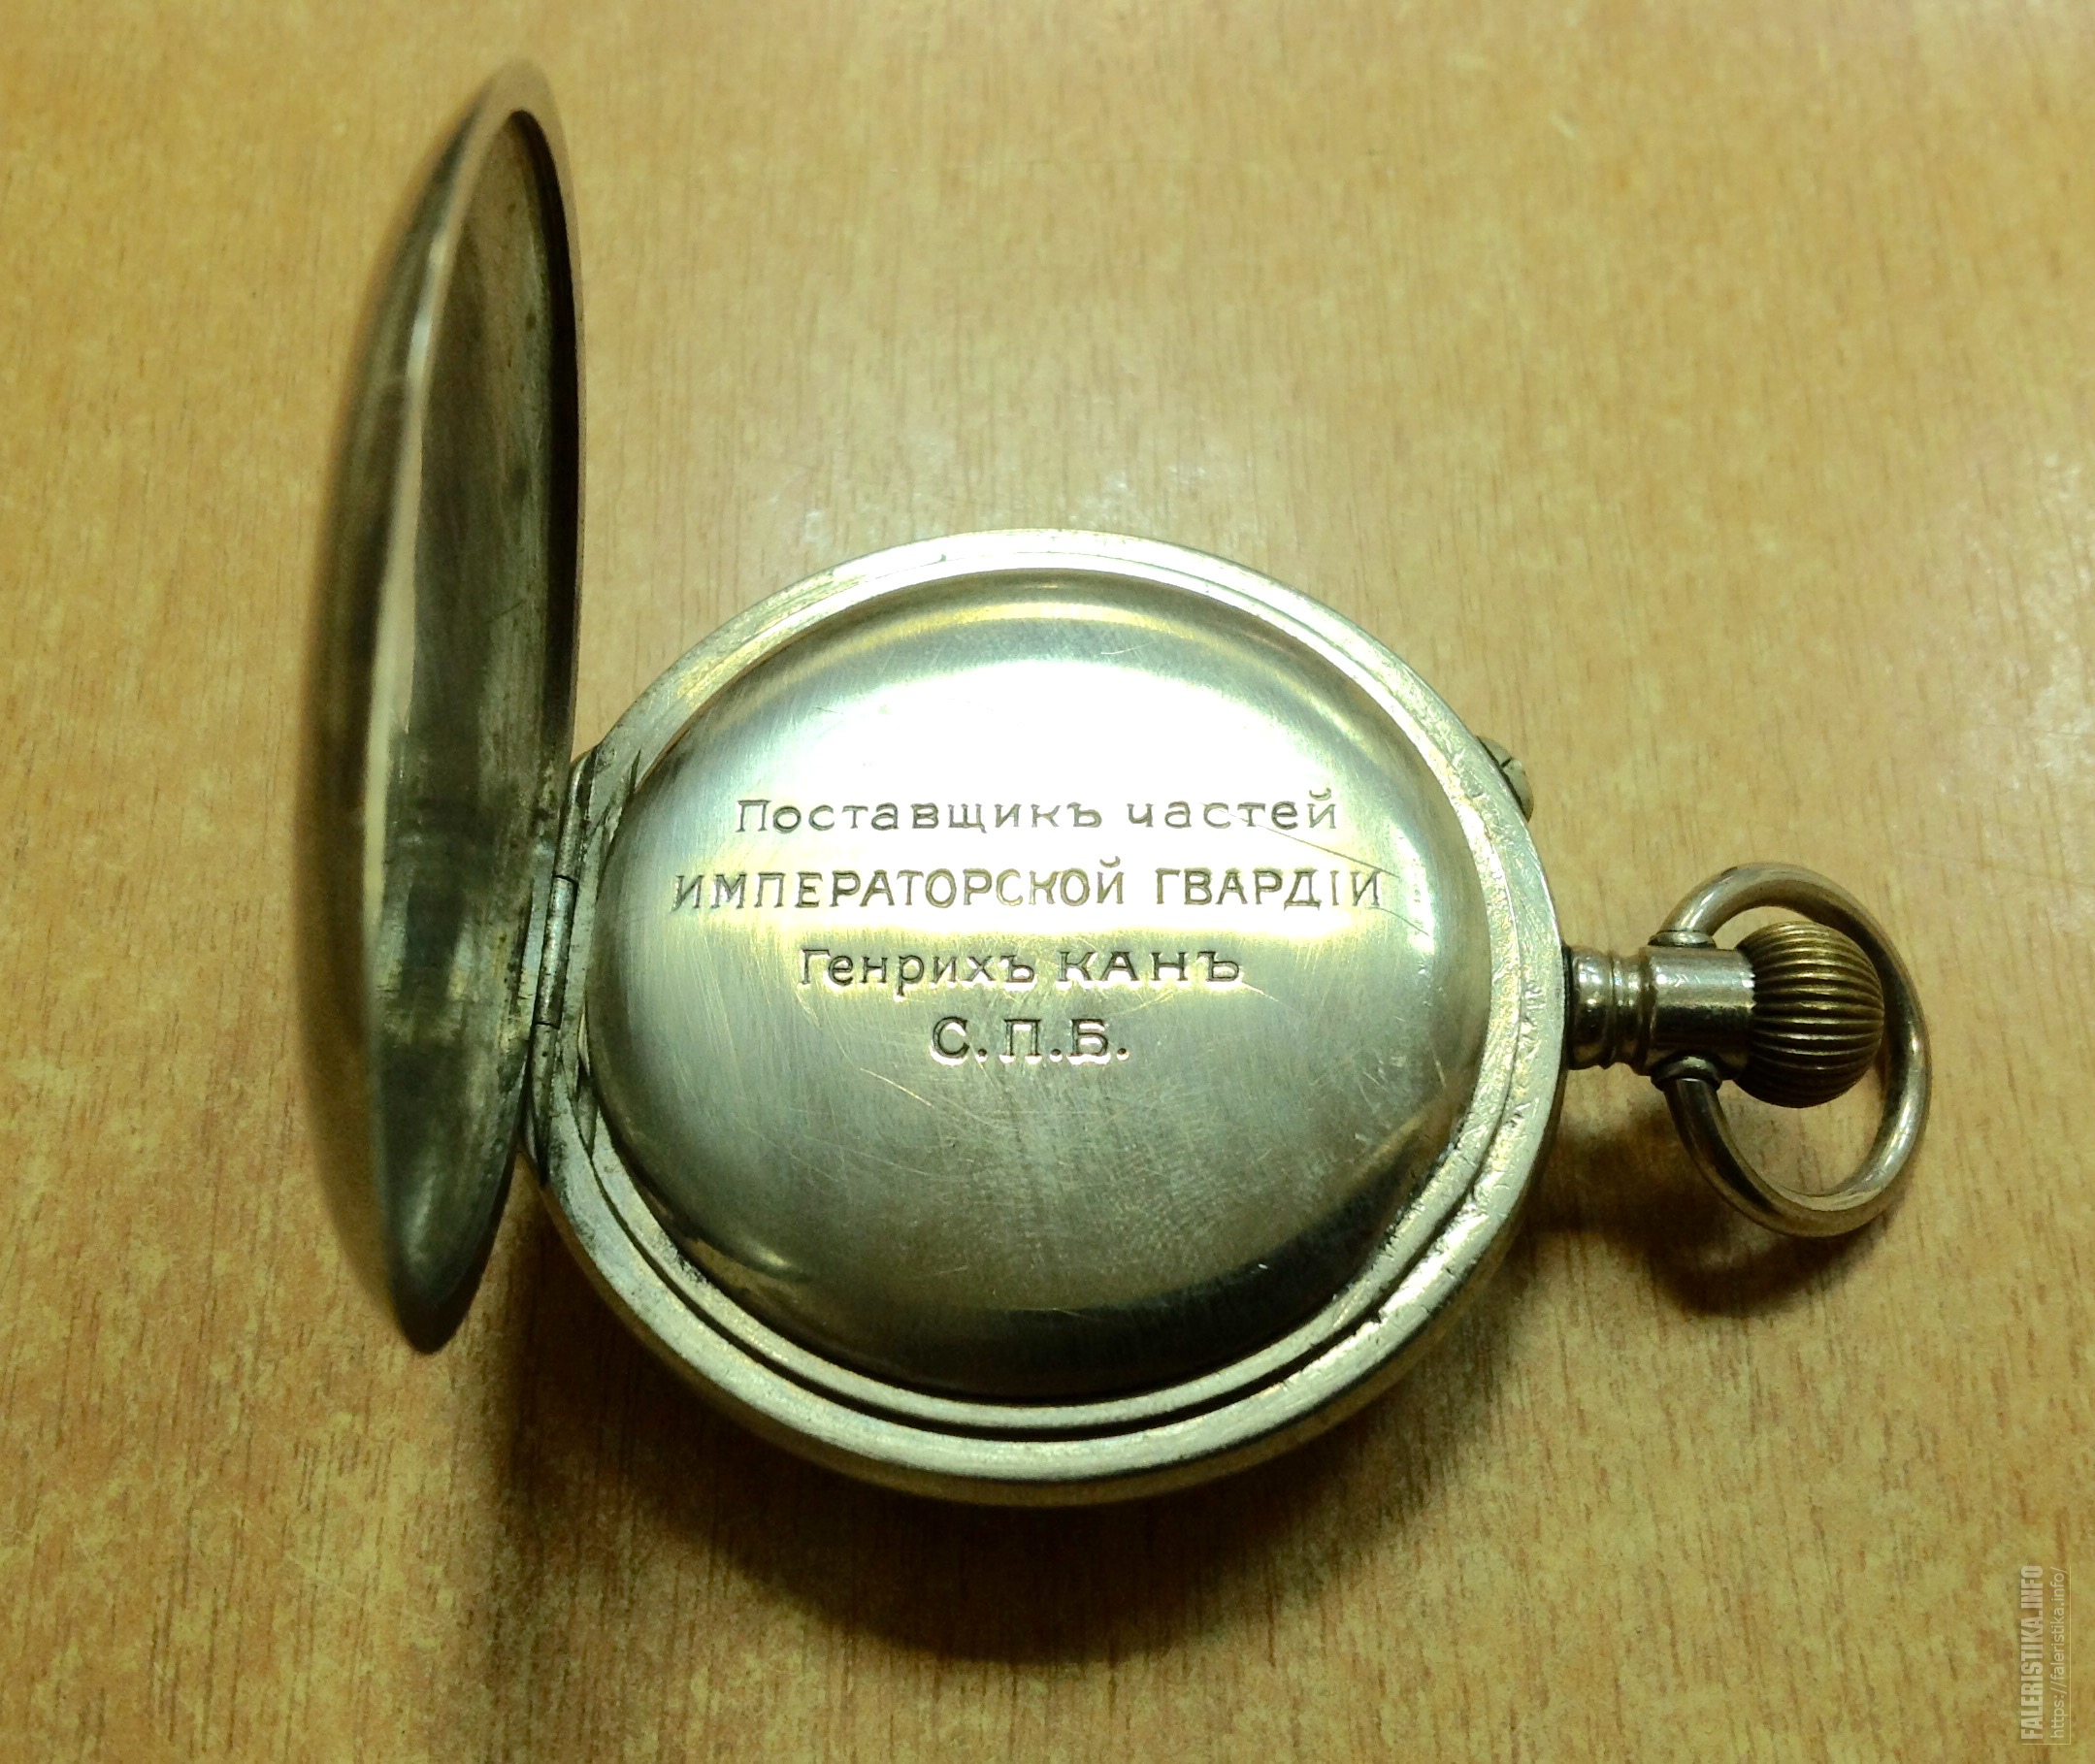 Поставщикъ частей
ИМПЕРАТОРСКОЙ ГВАРДІИ
Генрихъ КАНЪ
С.П.Б.
FALERISTIKA.INFO
https://faleristika.info/